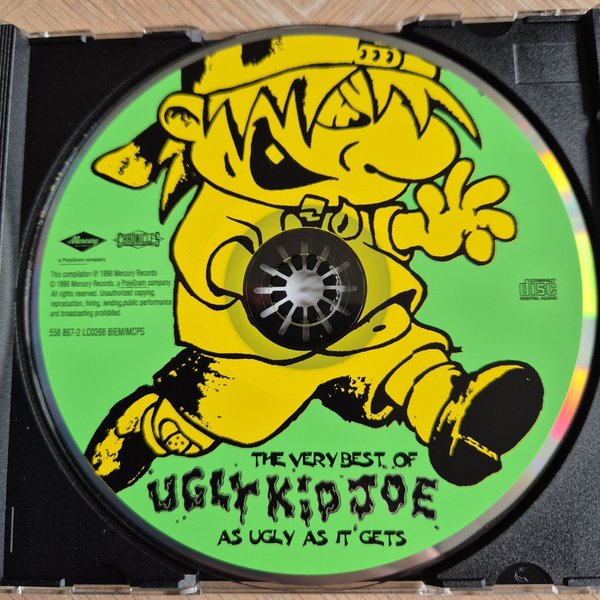 Mercury
RECORDS
CHRONICLES
a PolyGram company
This compilation ℗ 1998 Mercury Records
© 1998 Mercury Records, a PolyGram company.
All rights reserved. Unauthorized copying,
reproduction, hiring, lending, public performance
and broadcasting prohibited.
558 867-2 LC0268 BIEM/MCPS
COMPACT
disc
DIGITAL AUDIO
THE VERY BEST OF
UGLY KID JOE
AS UGLY AS IT GETS